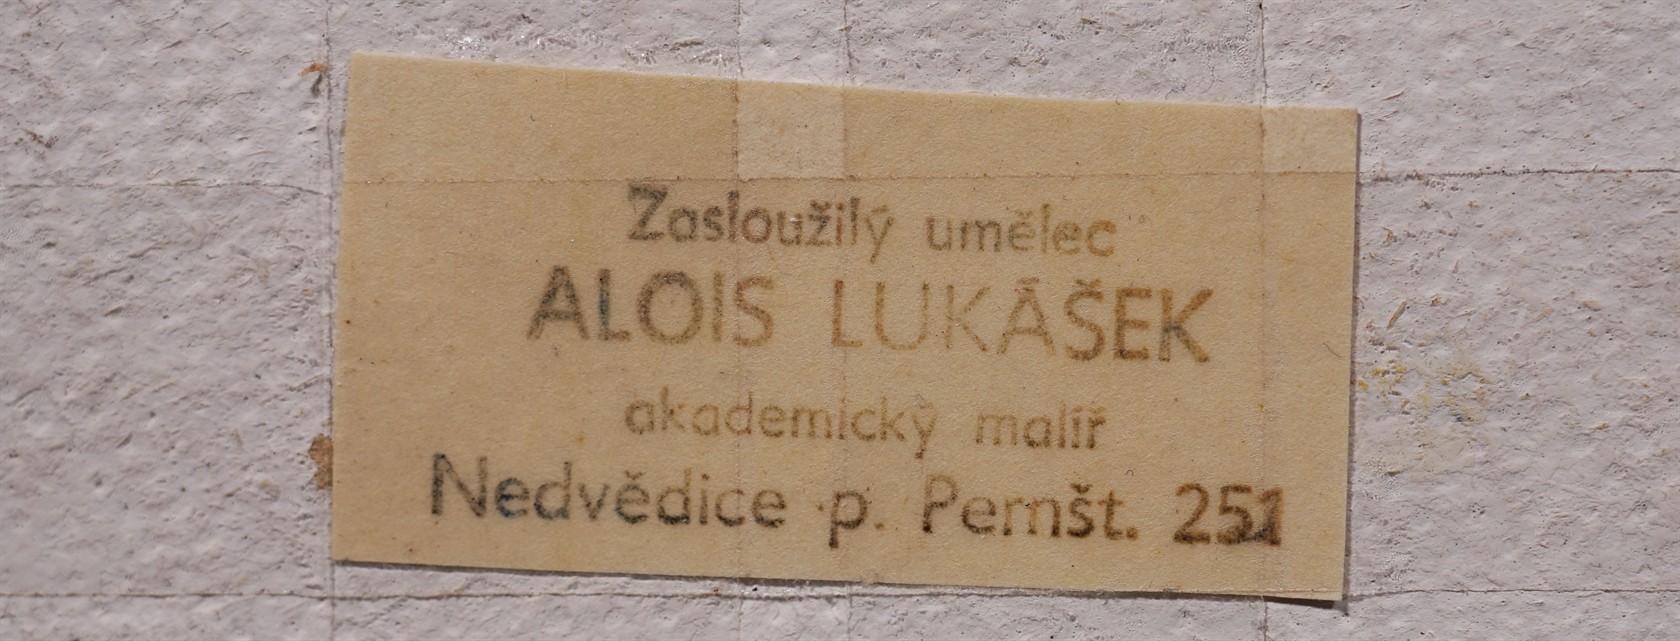 Zasloužilý umělec
ALOIS LUKÁŠEK
akademický malíř
Nedvědice p. Pernšt. 251